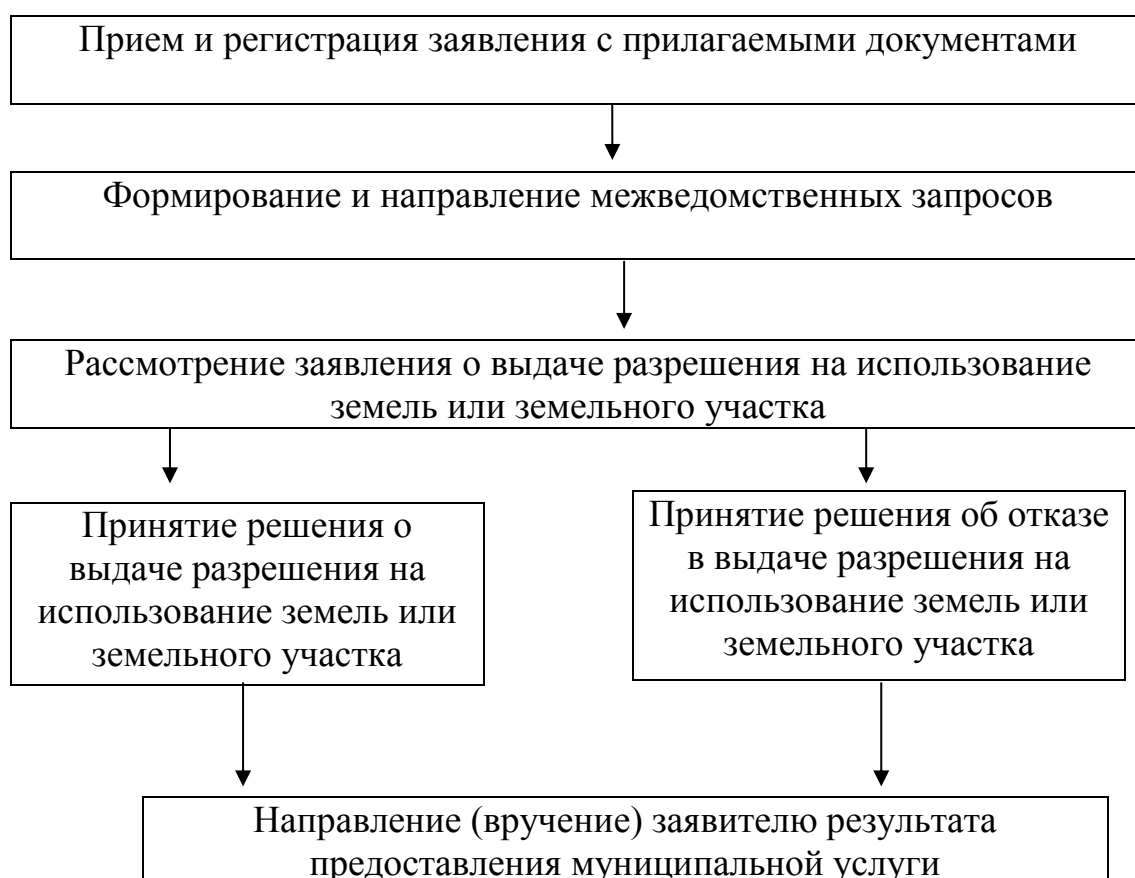 Прием и регистрация заявления с прилагаемыми документами
Формирование и направление межведомственных запросов
Рассмотрение заявления о выдаче разрешения на использование
земель или земельного участка
Принятие решения о
выдаче разрешения на
использование земель или
земельного участка
Принятие решения об отказе
в выдаче разрешения на
использование земель или
земельного участка
Направление (вручение) заявителю результата
предоставления муниципальной услуги